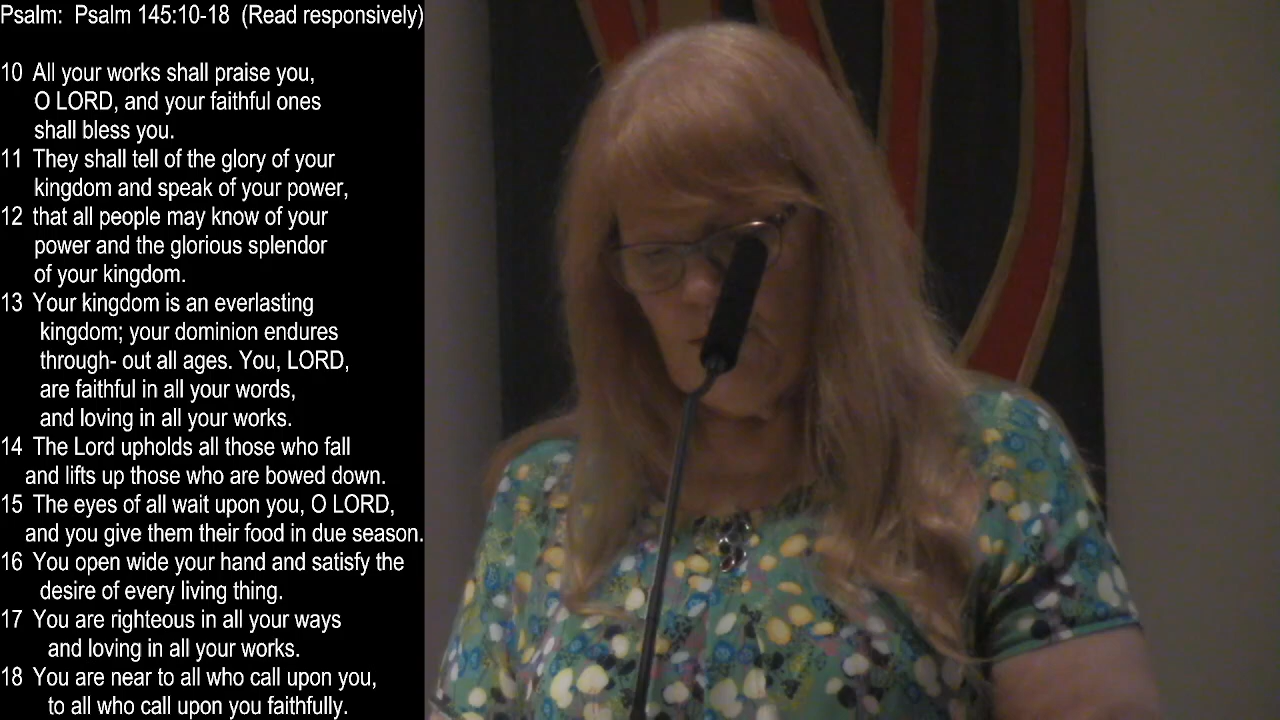 Psalm: Psalm 145:10-18 (Read responsively)
10 All your works shall praise you,
O LORD, and your faithful ones
shall bless you.
11 They shall tell of the glory of your
kingdom and speak of your power,
12 that all people may know of your
power and the glorious splendor
of your kingdom.
13 Your kingdom is an everlasting
kingdom; your dominion endures
through- out all ages. You, LORD,
are faithful in all your words,
and loving in all your works.
14 The Lord upholds all those who fall
and lifts up those who are bowed down.
15 The eyes of all wait upon you, O LORD,
and you give them their food in due season.
16 You open wide your hand and satisfy the
desire of every living thing.
17 You are righteous in all your ways
and loving in all your works.
18 You are near to all who call upon you,
to all who call upon you faithfully.